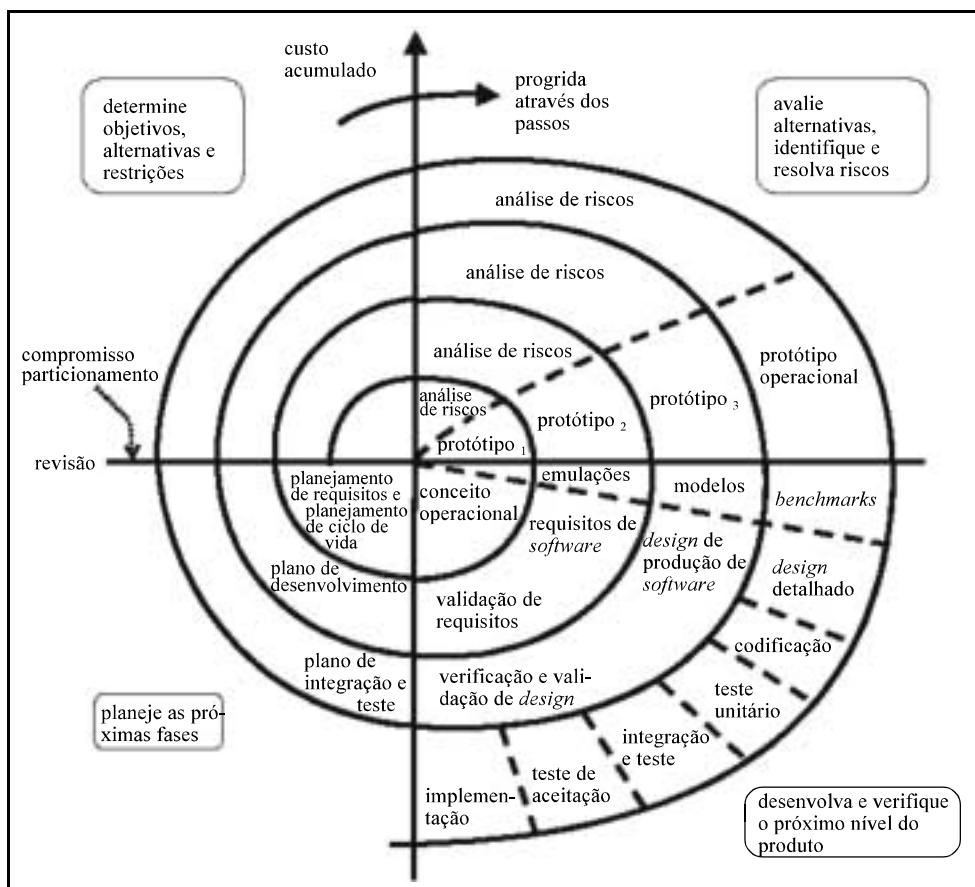 custo
acumulado
progrida
através dos
passos
determine
objetivos,
alternativas e
restrições
avalie
alternativas,
identifique e
resolva riscos
análise de riscos
análise de riscos
análise de riscos
análise
de riscos
compromisso
particionamento
revisão
protótipo 1
protótipo 2
protótipo 3
protótipo
operacional
planejamento
de requisitos e
planejamento
de ciclo de
vida
conceito
operacional
emulações
modelos
benchmarks
requisitos de
software
design de
produção de
software
design
detalhado
plano de
desenvolvimento
validação de
requisitos
codificação
plano de
integração e
teste
verificação e vali-
dação de design
teste
unitário
integração
e teste
teste de
aceitação
implemen-
tação
planeje as pró-
ximas fases
desenvolva e verifique
o próximo nível do
produto